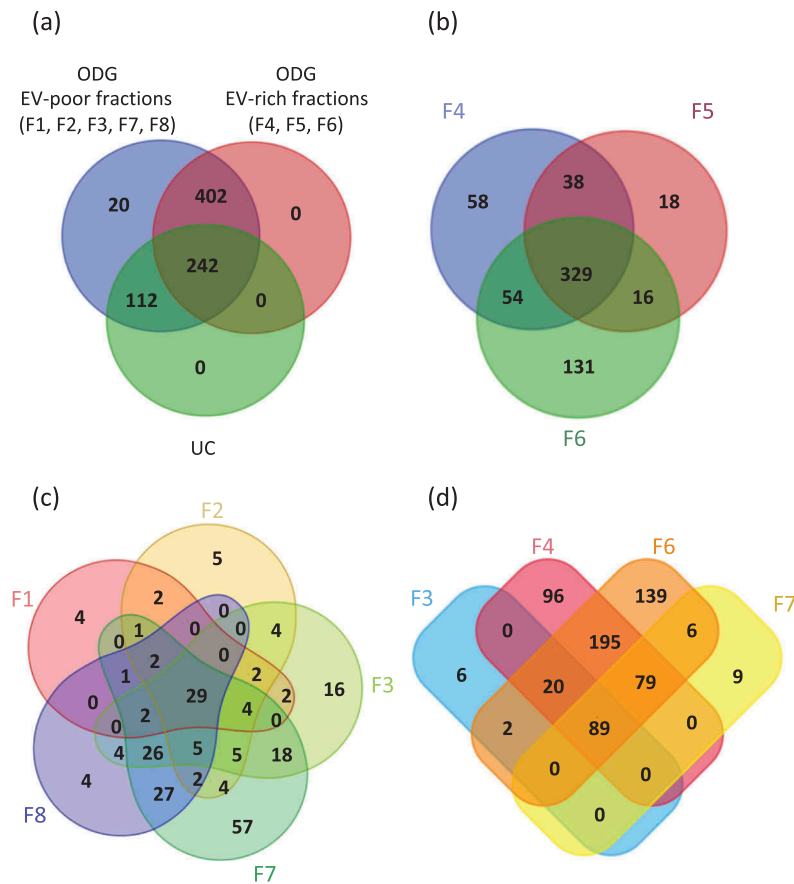 (a)
ODG
EV-poor fractions
(F1, F2, F3, F7, F8)
ODG
EV-rich fractions
(F4, F5, F6)
20
402
0
242
112
0
0
UC
(b)
F4
F5
58
38
18
329
54
16
131
F6
(c)
F2
5
F1
4
2
0
0
1
0
0
4
2
0
1
2
2
16
F3
29
0
2
4
0
0
4
26
5
5
18
4
27
2
4
F8
57
F7
(d)
F4
F6
F3
F7
96
139
0
195
6
6
20
79
9
2
89
0
0
0
0